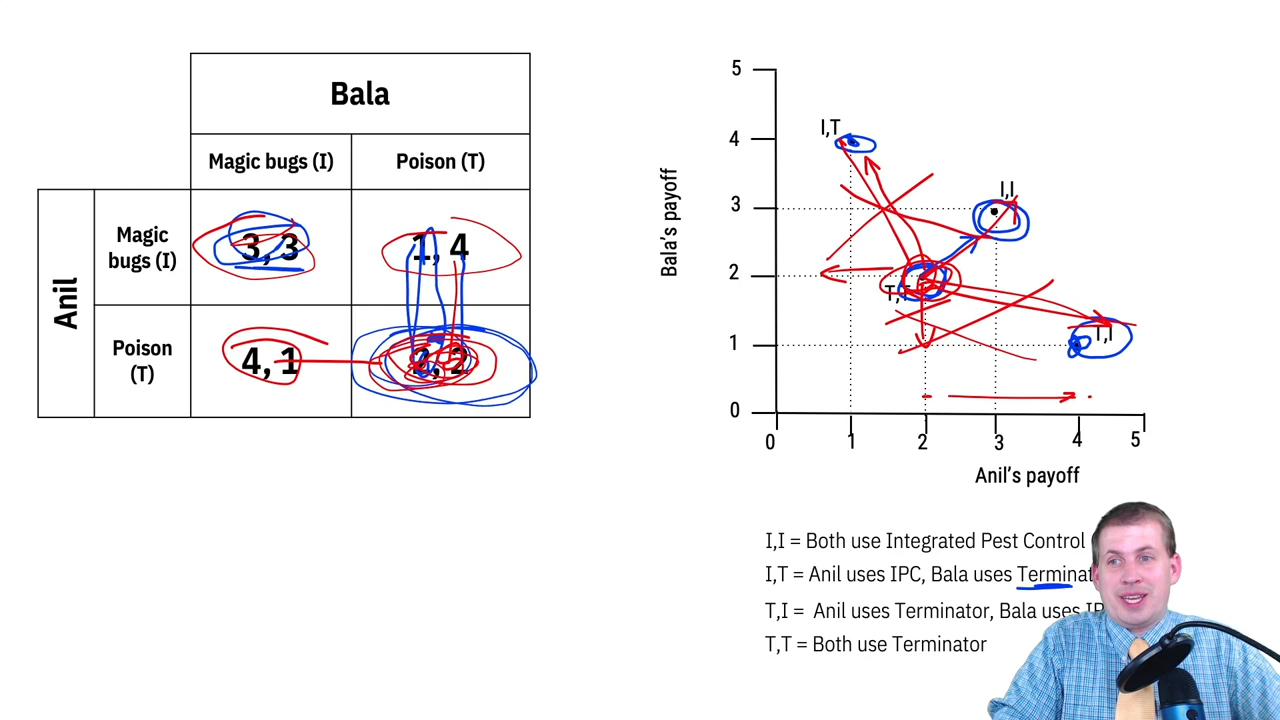 Bala
Magic bugs (I)
Poison (T)
Anil
Magic
bugs (I)
3, 3
1, 4
Poison
(T)
4, 1
2, 2
Bala's payoff
5
4
3
2
1
0
I,T
I,I
T,I
0
1
2
3
4
5
Anil's payoff
I,I = Both use Integrated Pest Control
I,T = Anil uses IPC, Bala uses
T,I = Anil uses Terminator, Bala uses
T,T = Both use Terminator